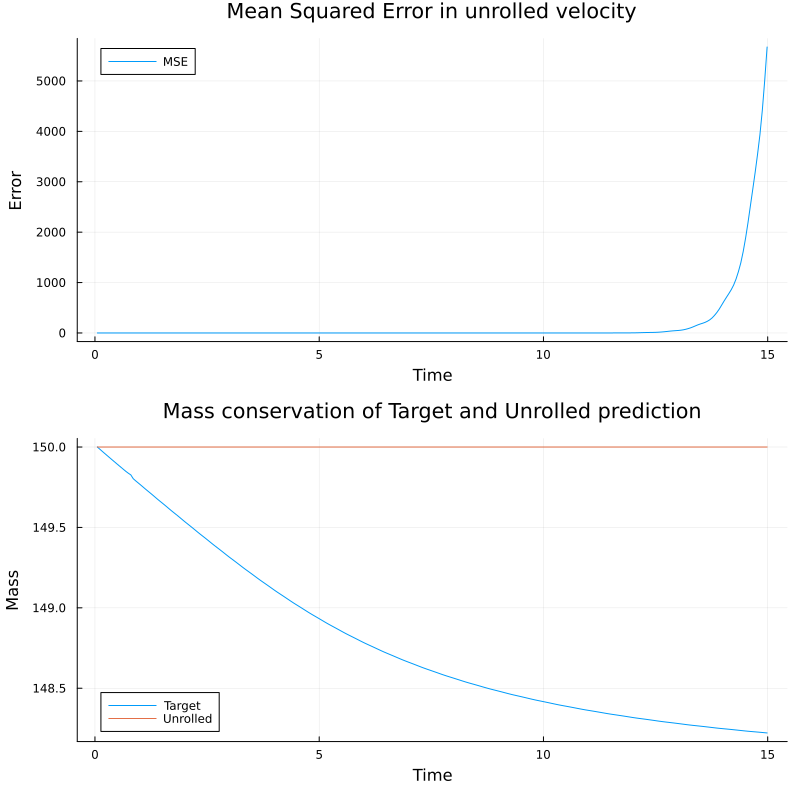 Mean Squared Error in unrolled velocity
MSE
5000
4000
3000
2000
1000
0
Error
0 5 10 15
Time
Mass conservation of Target and Unrolled prediction
150.0
149.5
149.0
148.5
Mass
Target
Unrolled
0 5 10 15
Time